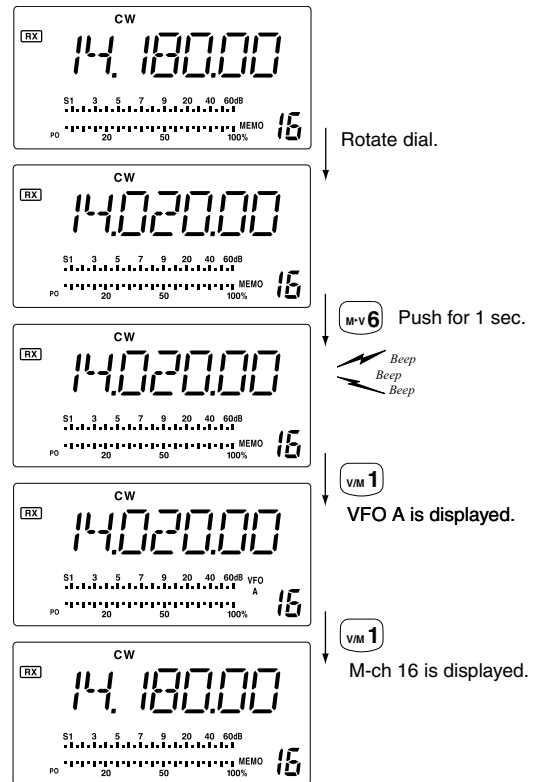 CW
RX
14.180.00
S1 3 5 7 9 20 40 60dB
MEMO
16
PO 20 50 100%
Rotate dial.
CW
RX
14.020.00
S1 3 5 7 9 20 40 60dB
MEMO
16
PO 20 50 100%
M▸V 6 Push for 1 sec.
CW
RX
14.020.00
Beep
Beep
Beep
S1 3 5 7 9 20 40 60dB
MEMO
16
PO 20 50 100%
V/M 1
VFO A is displayed.
CW
RX
14.020.00
S1 3 5 7 9 20 40 60dB VFO
A
16
PO 20 50 100%
V/M 1
M-ch 16 is displayed.
CW
RX
14.180.00
S1 3 5 7 9 20 40 60dB
MEMO
16
PO 20 50 100%